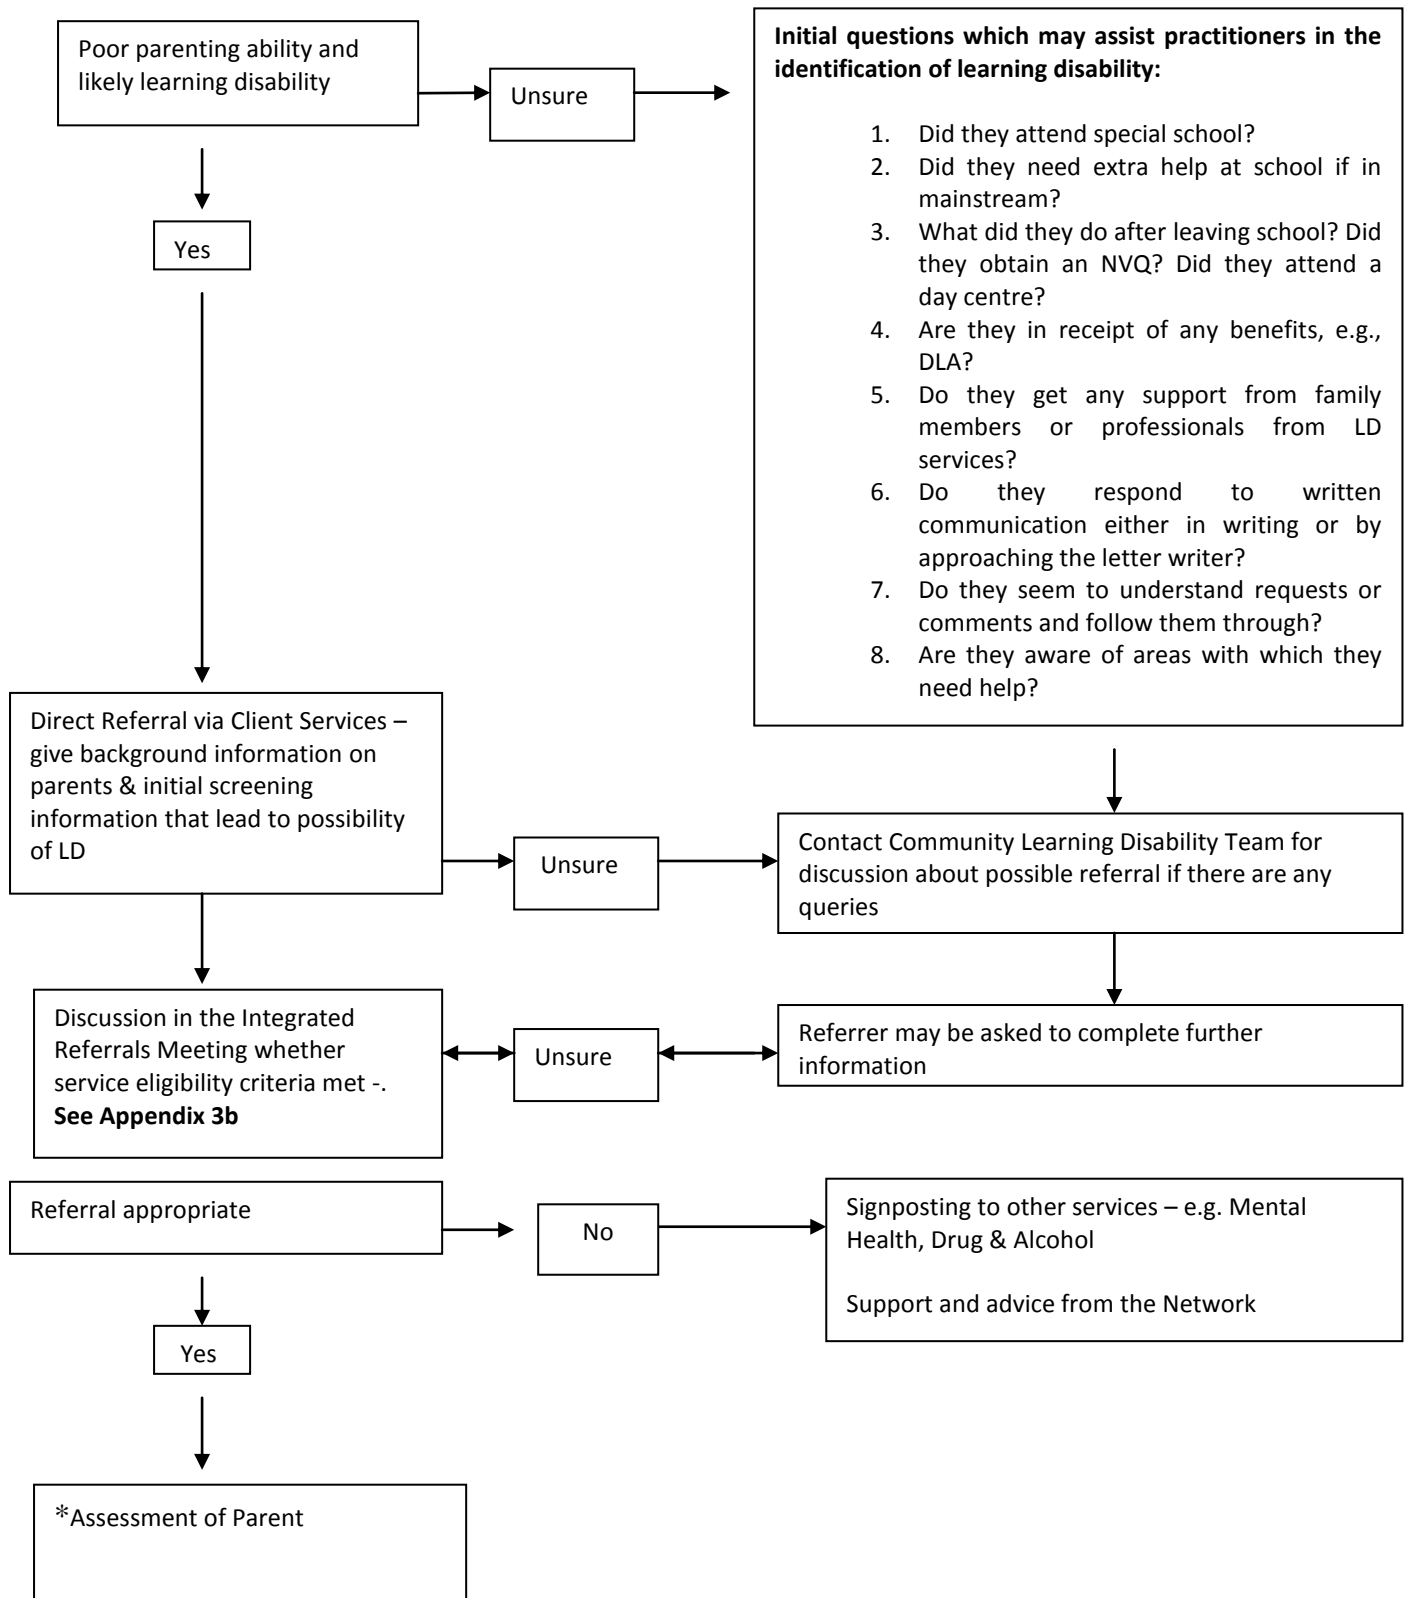 Poor parenting ability and
likely learning disability
Unsure
Initial questions which may assist practitioners in the
identification of learning disability:
1. Did they attend special school?
2. Did they need extra help at school if in
mainstream?
3. What did they do after leaving school? Did
they obtain an NVQ? Did they attend a
day centre?
4. Are they in receipt of any benefits, e.g.,
DLA?
5. Do they get any support from family
members or professionals from LD
services?
6. Do they respond to written
communication either in writing or by
approaching the letter writer?
7. Do they seem to understand requests or
comments and follow them through?
8. Are they aware of areas with which they
need help?
Yes
Direct Referral via Client Services –
give background information on
parents & initial screening
information that lead to possibility
of LD
Unsure
Contact Community Learning Disability Team for
discussion about possible referral if there are any
queries
Discussion in the Integrated
Referrals Meeting whether
service eligibility criteria met -.
See Appendix 3b
Unsure
Referrer may be asked to complete further
information
Referral appropriate
No
Signposting to other services – e.g. Mental
Health, Drug & Alcohol
Support and advice from the Network
Yes
*Assessment of Parent